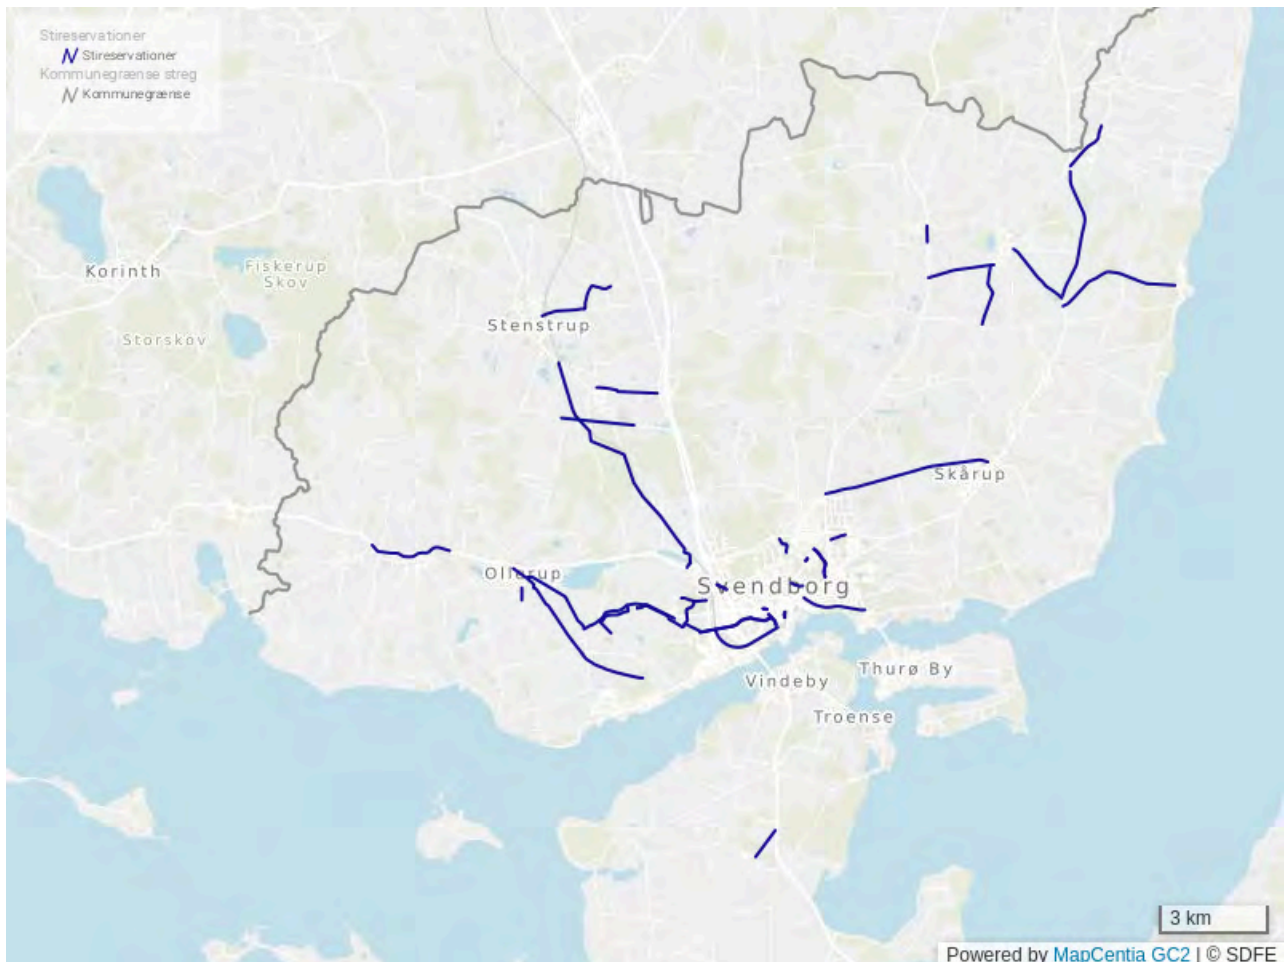 Stireservationer
Stireservationer
Kommunegrænse streg
Kommunegrænse
Korinth
Fiskerup
Skov
Storskov
Stenstrup
Skårup
Ollerup
Svendborg
Thurø By
Vindeby
Troense
3 km
Powered by MapCentia GC2 | © SDFE